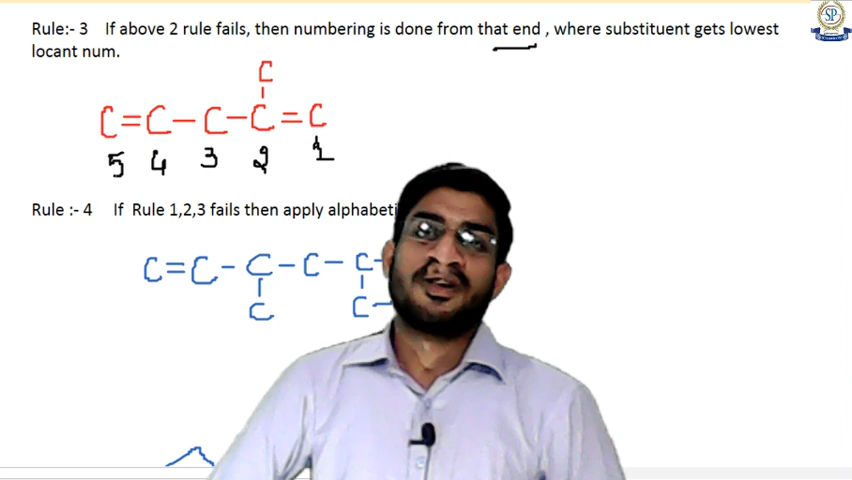 Rule:- 3 If above 2 rule fails, then numbering is done from that end , where substituent gets lowest
locant num.
C
C=C-C-C=C
5 4 3 2 1
Rule :- 4 If Rule 1,2,3 fails then apply
C=C-C-C-C-
C C-
SP